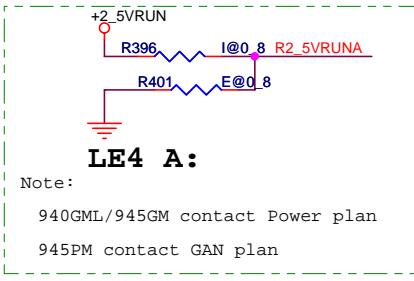 +2_5VRUN
R396 I@0_8 R2_5VRUNA
R401 E@0_8
LE4 A:
Note:
940GML/945GM contact Power plan
945PM contact GAN plan